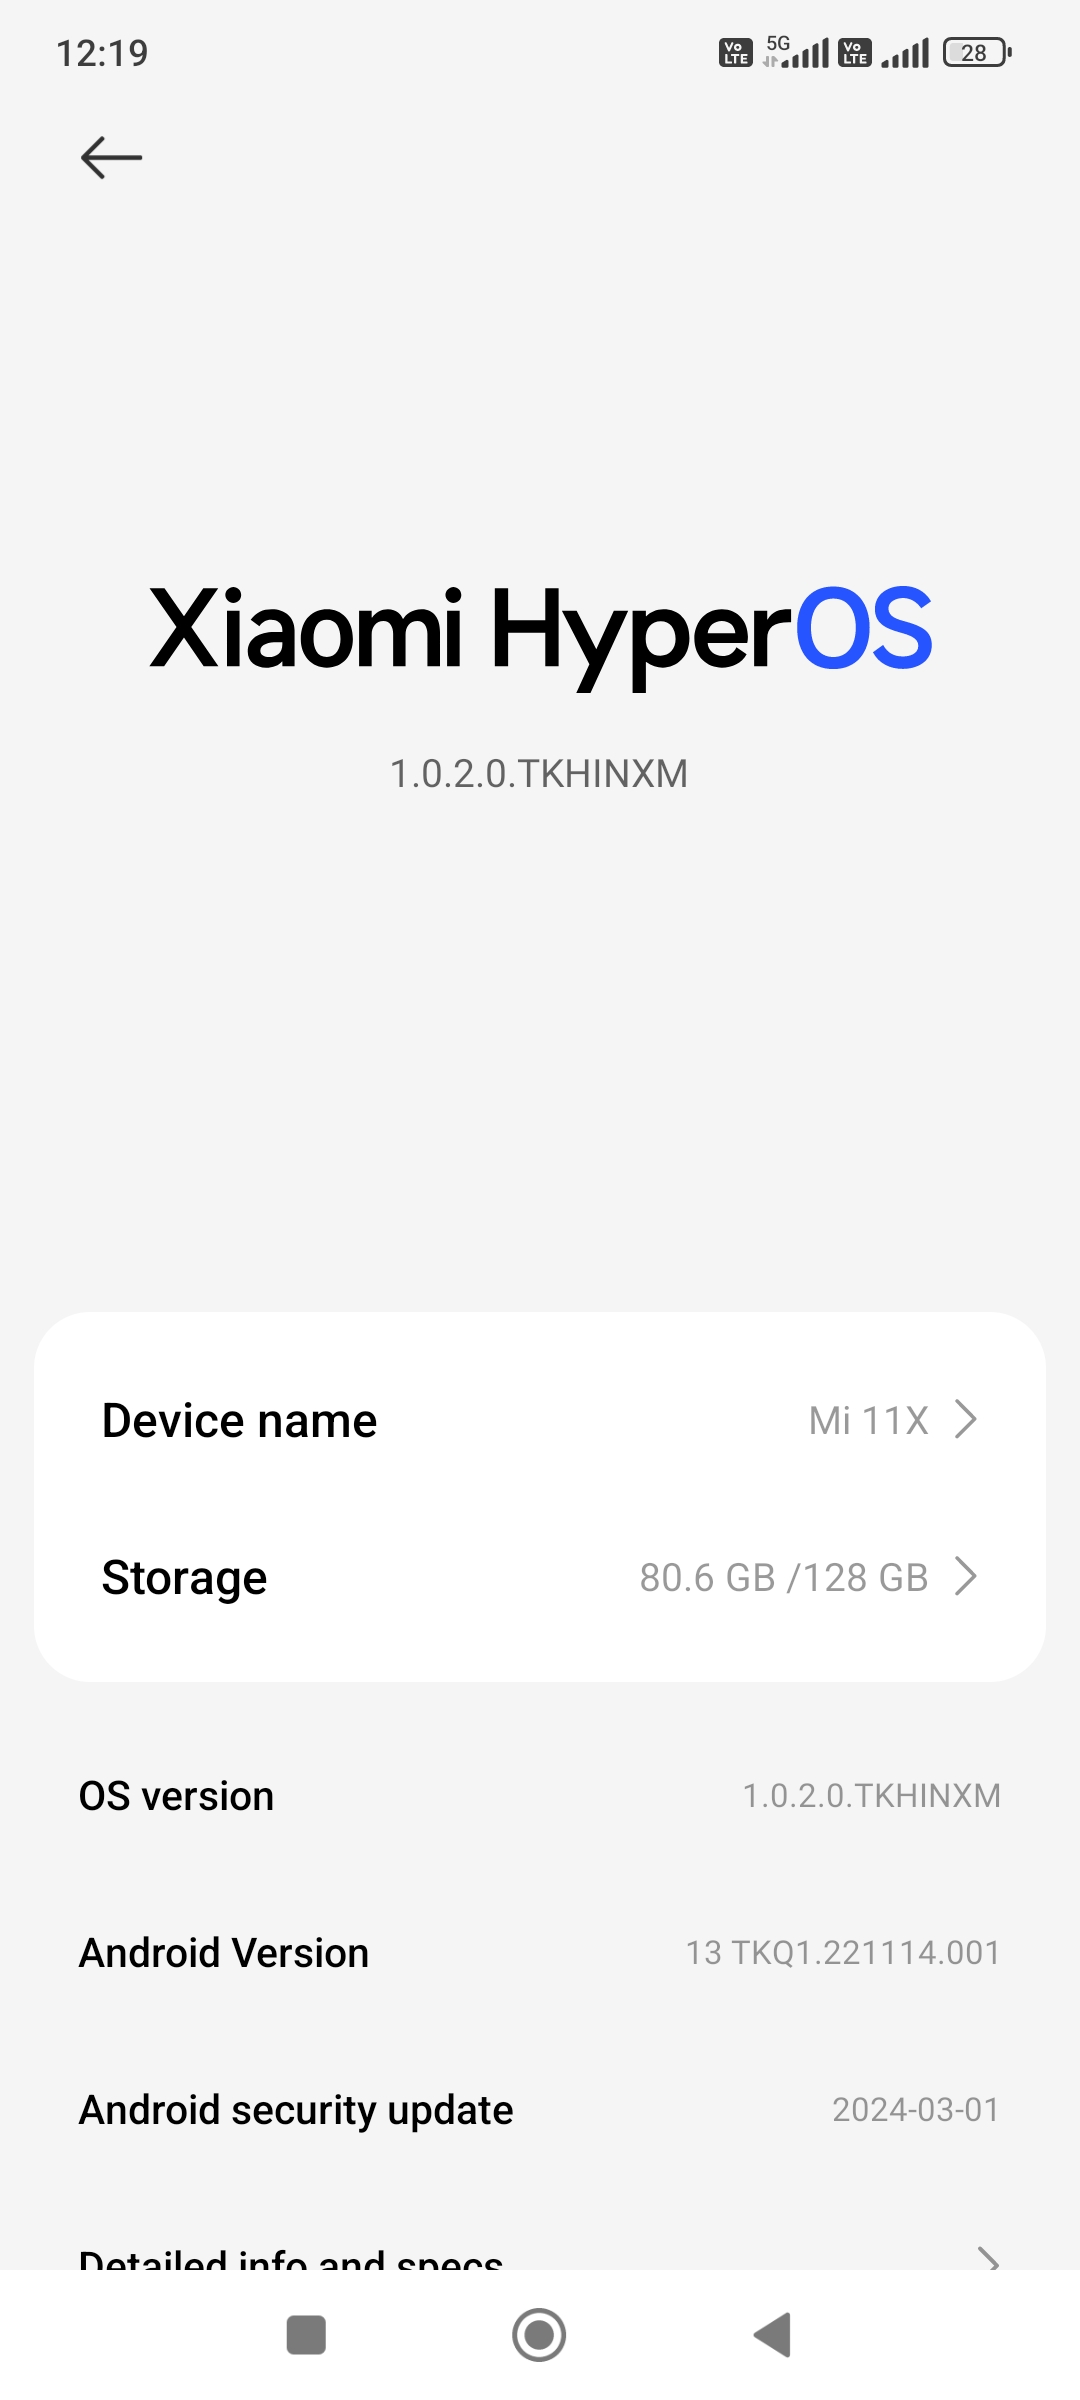 12:19
Vo LTE 5G Vo LTE 28
Xiaomi HyperOS
1.0.2.0.TKHINXM
Device name Mi 11X
Storage 80.6 GB /128 GB
OS version 1.0.2.0.TKHINXM
Android Version 13 TKQ1.221114.001
Android security update 2024-03-01
Detailed info and specs